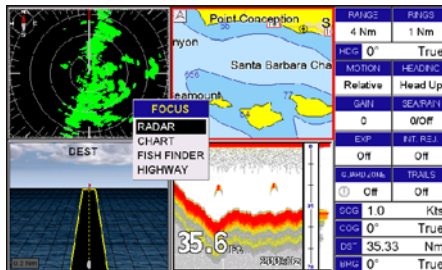 Point Conception
nyon
Santa Barbara Cha
eamount
DEST
FOCUS
RADAR
CHART
FISH FINDER
HIGHWAY
35.6
200kHz
RANGE RINGS
4 Nm 1 Nm
HDG 0° True
MOTION HEADING
Relative Head Up
GAIN SEA/RAIN
0 0/Off
EXP INT. REJ.
Off Off
GUARD ZONE TRAILS
Off Off
SOG 1.0 Kts
COG 0° True
DST 35.33 Nm
BRG 0° True